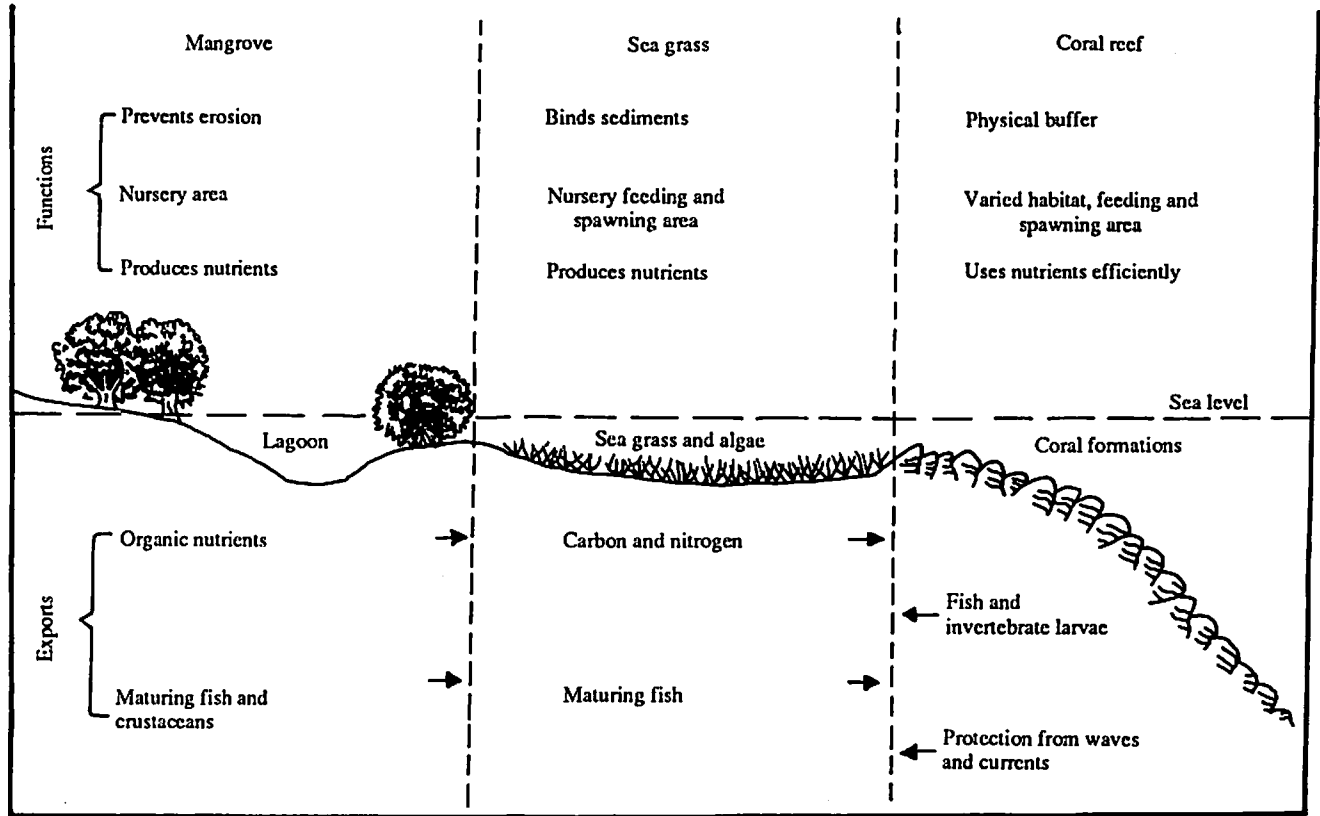 Mangrove
Sea grass
Coral reef
Functions
Prevents erosion
Binds sediments
Physical buffer
Nursery area
Nursery feeding and
spawning area
Varied habitat, feeding and
spawning area
Produces nutrients
Produces nutrients
Uses nutrients efficiently
Sea level
Lagoon
Sea grass and algae
Coral formations
Exports
Organic nutrients
Carbon and nitrogen
Fish and
invertebrate larvae
Maturing fish and
crustaceans
Maturing fish
Protection from waves
and currents